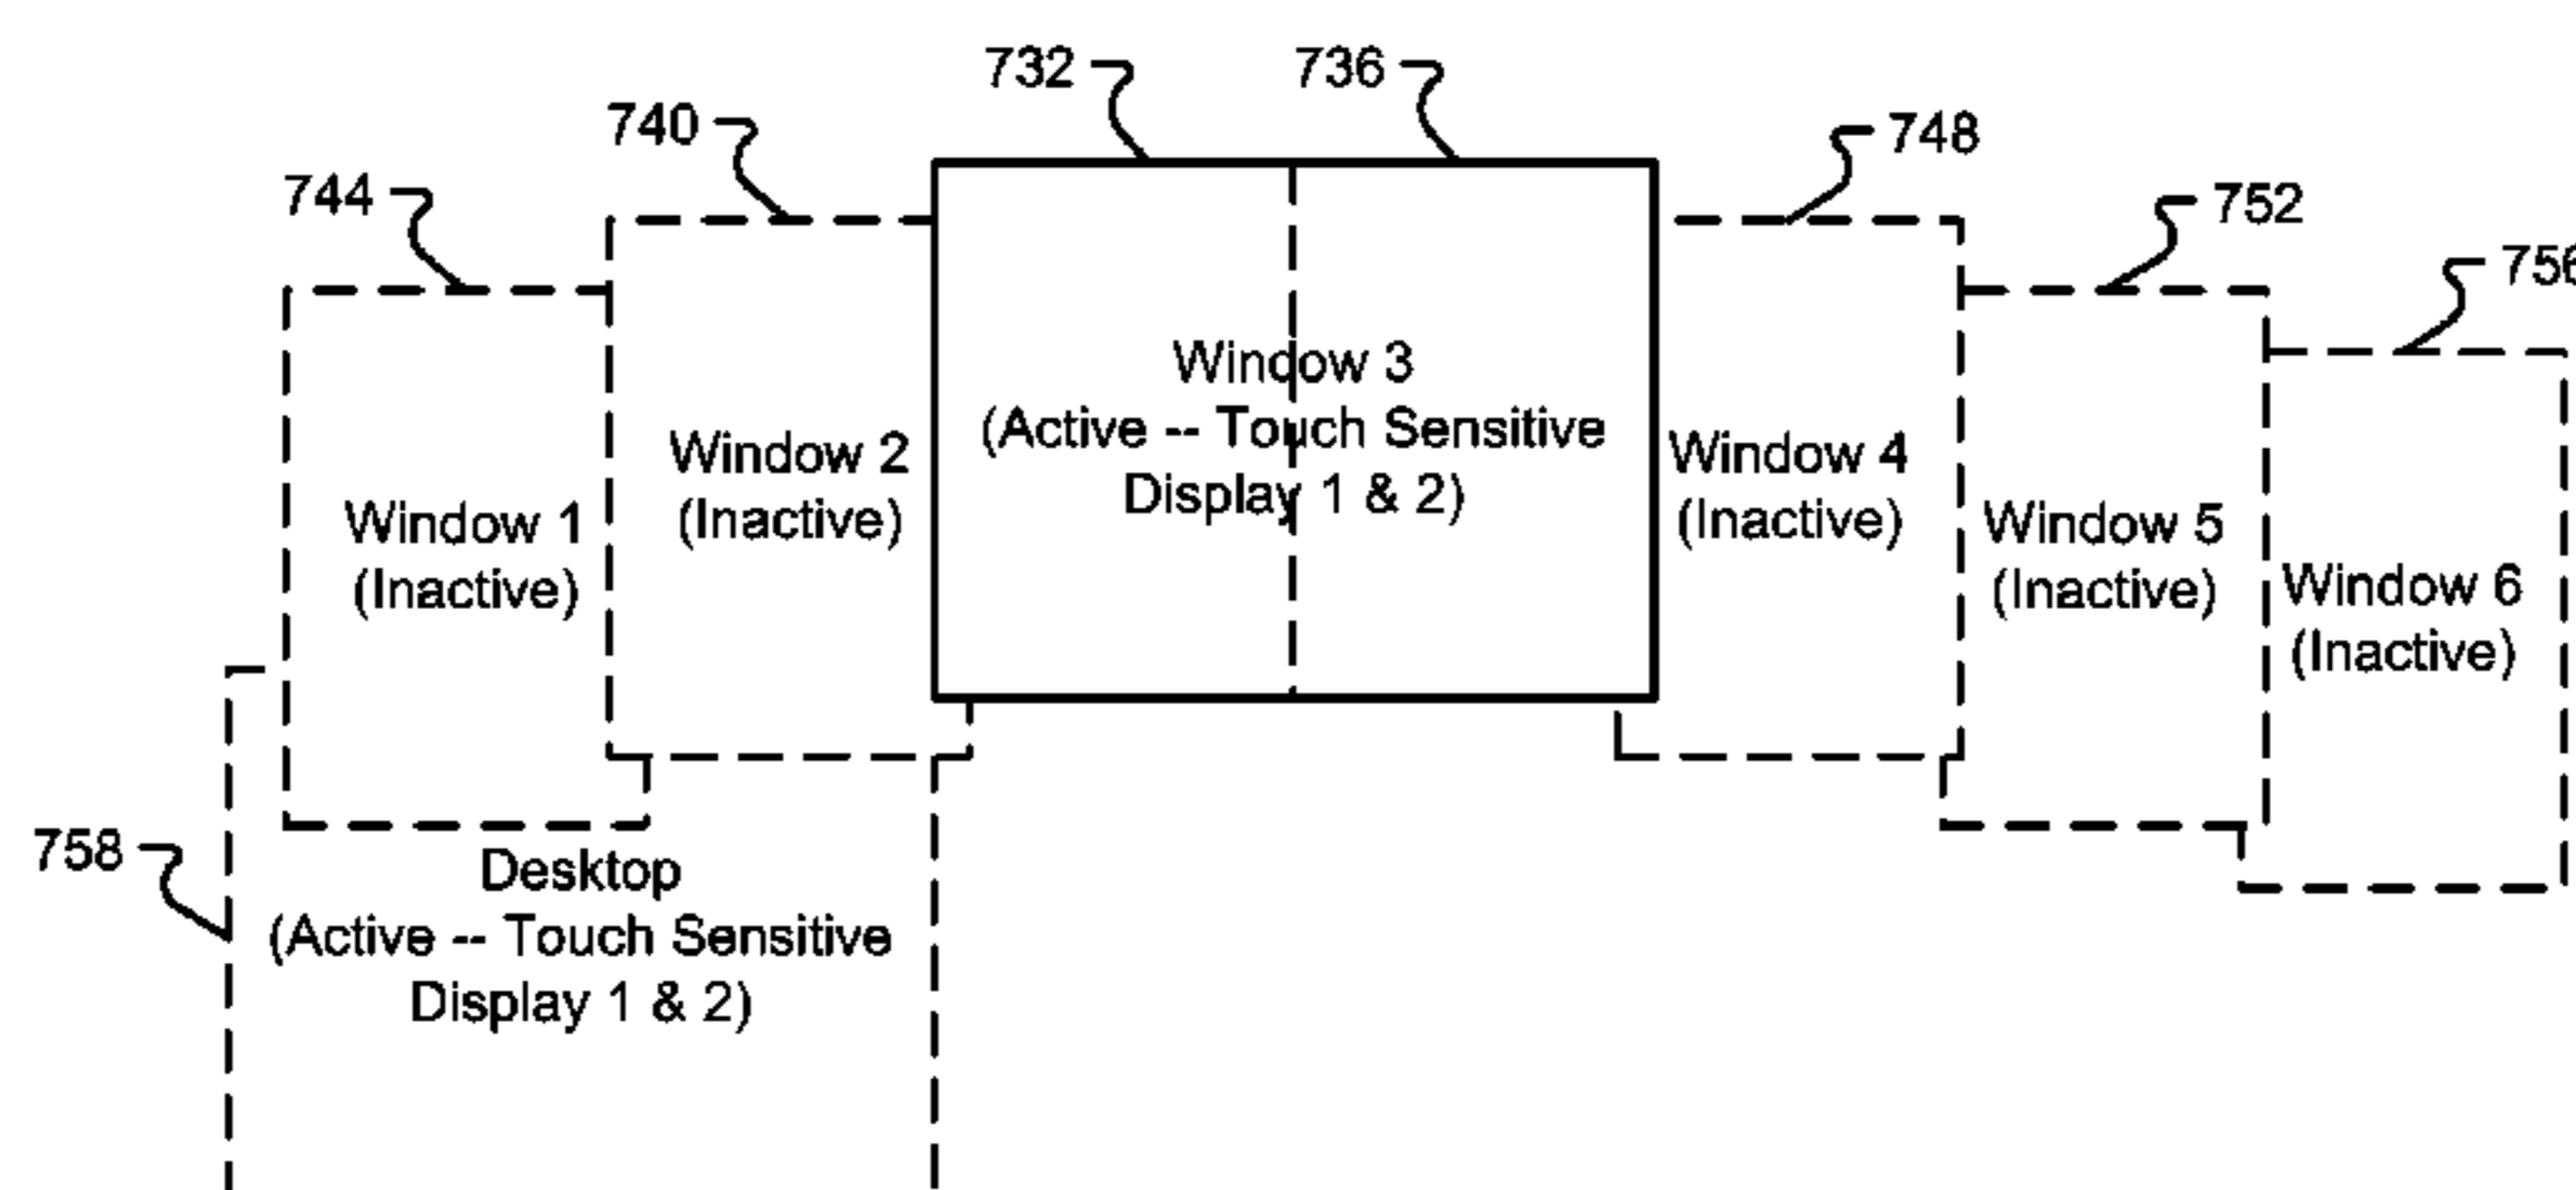 732
736
740
748
744
752
756
Window 3
(Active -- Touch Sensitive
Display 1 & 2)
Window 2
(Inactive)
Window 4
(Inactive)
Window 1
(Inactive)
Window 5
(Inactive)
Window 6
(Inactive)
758
Desktop
(Active -- Touch Sensitive
Display 1 & 2)